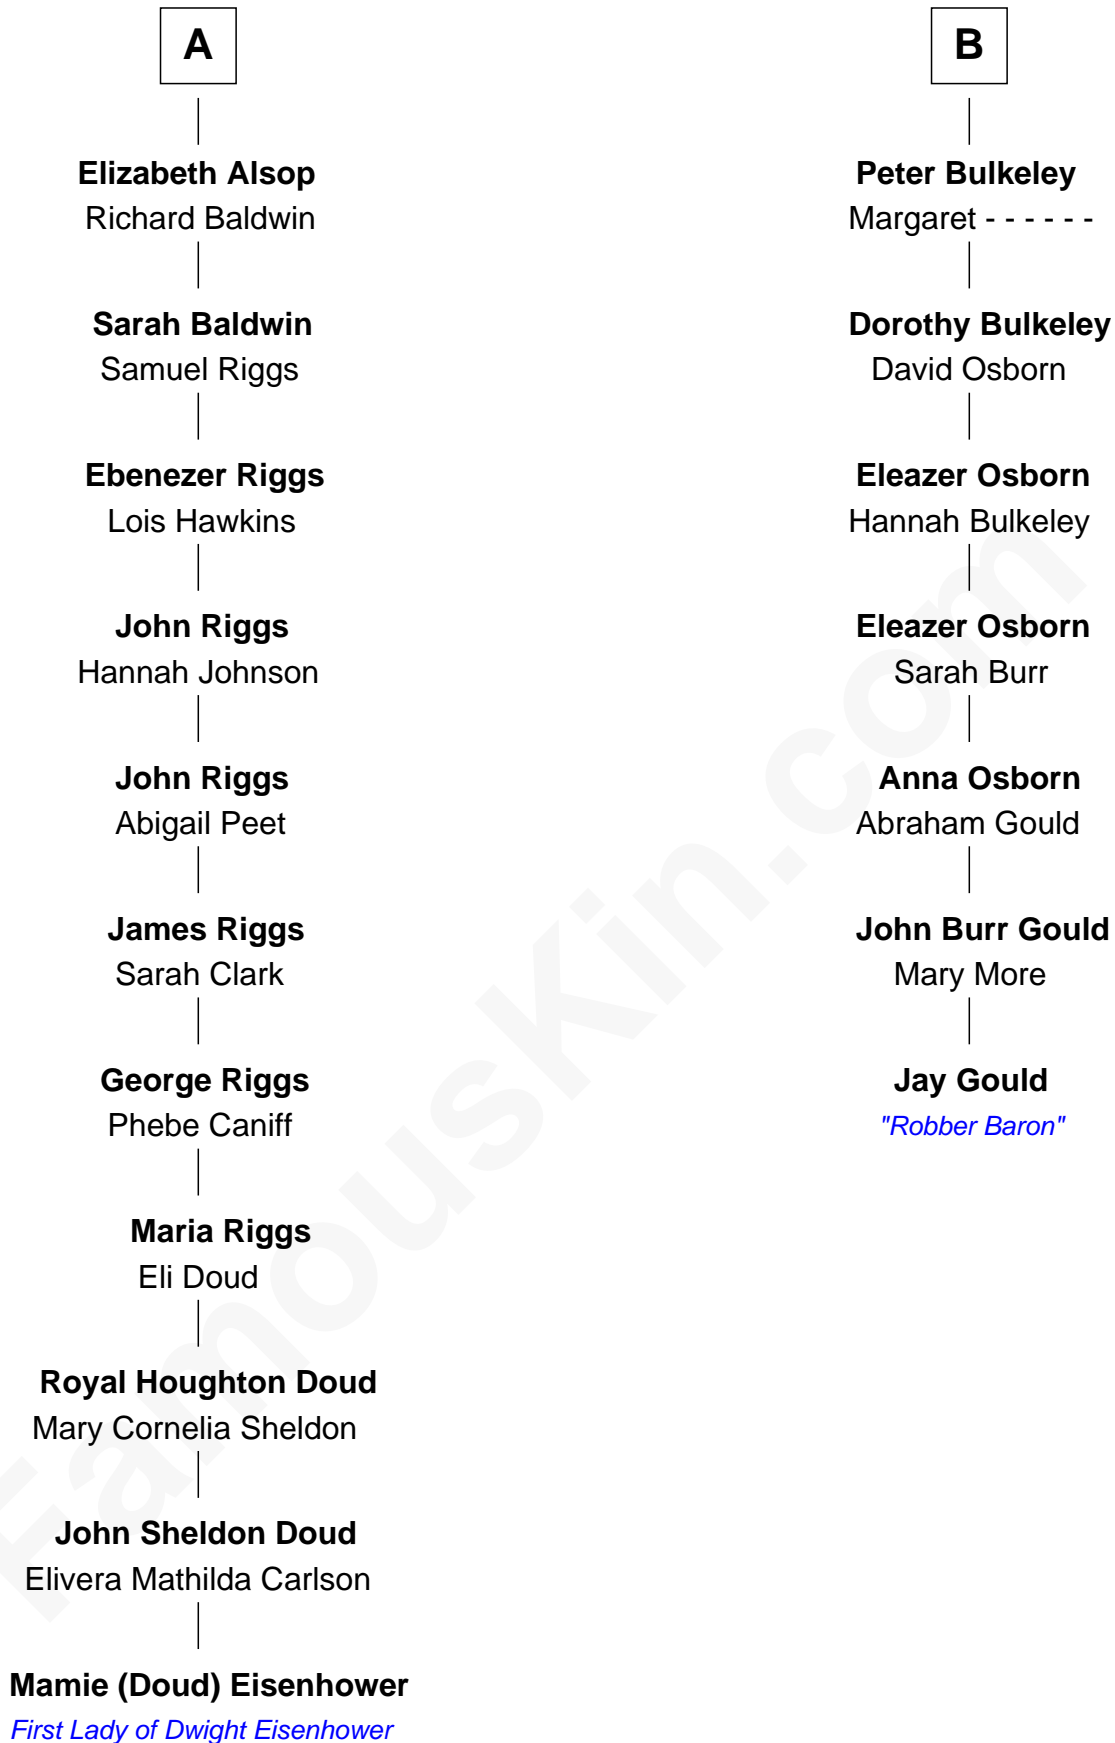 A
Elizabeth Alsop
Richard Baldwin
Sarah Baldwin
Samuel Riggs
Ebenezer Riggs
Lois Hawkins
John Riggs
Hannah Johnson
John Riggs
Abigail Peet
James Riggs
Sarah Clark
George Riggs
Phebe Caniff
Maria Riggs
Eli Doud
Royal Houghton Doud
Mary Cornelia Sheldon
John Sheldon Doud
Elivera Mathilda Carlson
Mamie (Doud) Eisenhower
First Lady of Dwight Eisenhower
B
Peter Bulkeley
Margaret - - - - - -
Dorothy Bulkeley
David Osborn
Eleazer Osborn
Hannah Bulkeley
Eleazer Osborn
Sarah Burr
Anna Osborn
Abraham Gould
John Burr Gould
Mary More
Jay Gould
"Robber Baron"
FamousKin.com